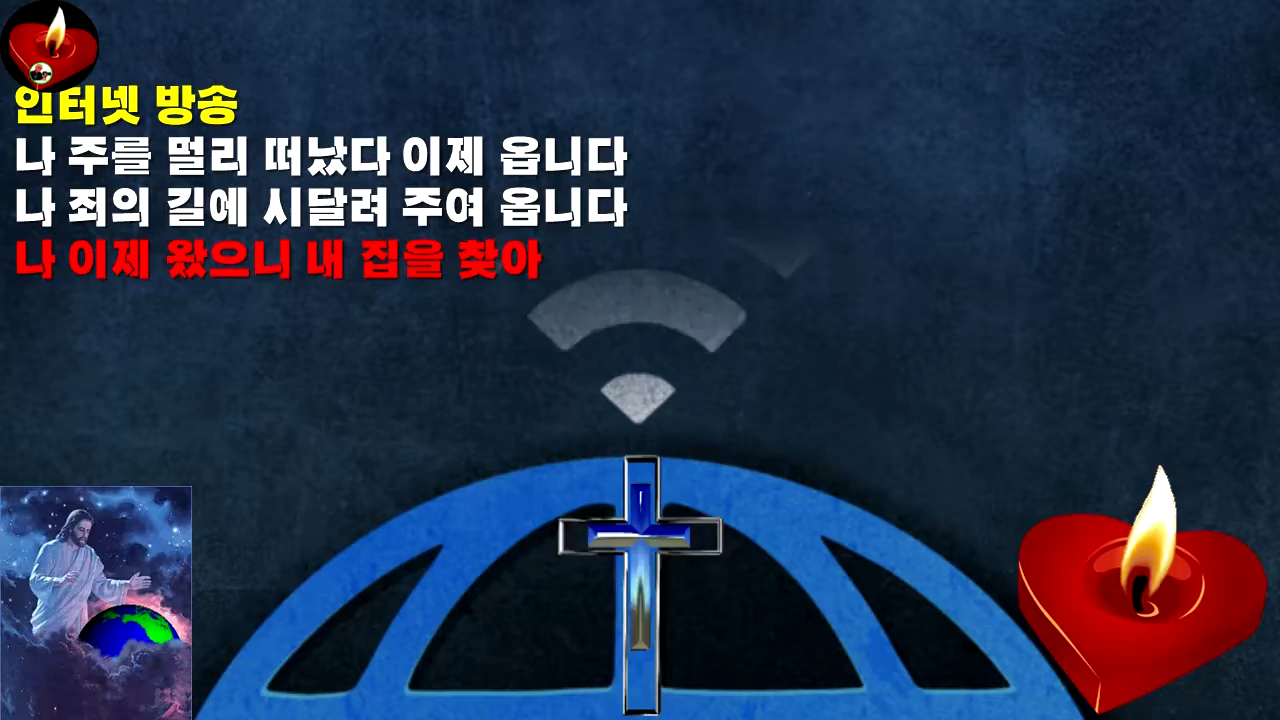 인터넷 방송
나 주를 멀리 떠났다 이제 옵니다
나 죄의 길에 시달려 주여 옵니다
나 이제 왔으니 내 집을 찾아